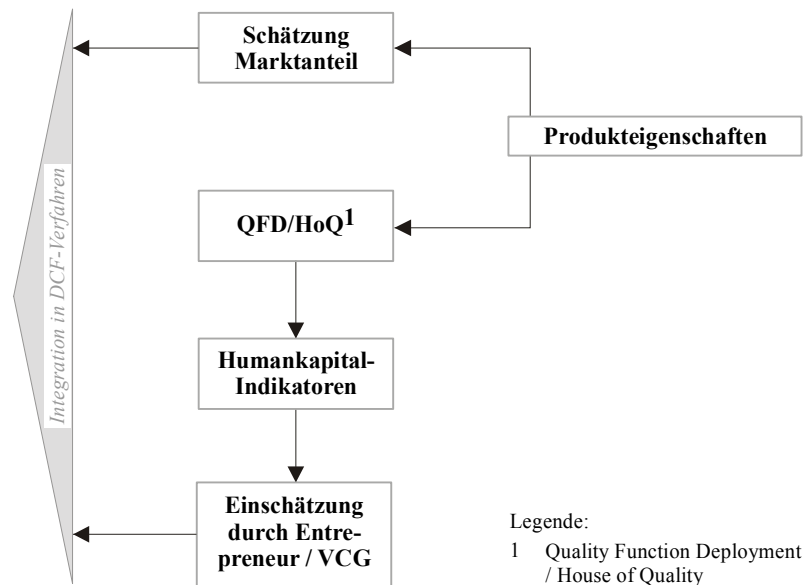 Schätzung
Marktanteil
Produkteigenschaften
Integration in DCF-Verfahren
QFD/HoQ1
Humankapital-
Indikatoren
Einschätzung
durch Entre-
preneur / VCG
Legende:
1 Quality Function Deployment
/ House of Quality